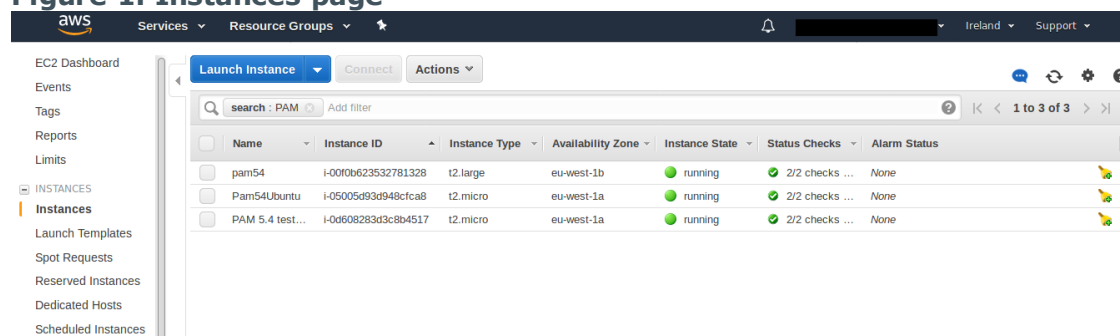 Figure 1. Instances page
aws Services Resource Groups Ireland Support
EC2 Dashboard
Events
Tags
Reports
Limits
INSTANCES
Instances
Launch Templates
Spot Requests
Reserved Instances
Dedicated Hosts
Scheduled Instances
Launch Instance Connect Actions
search : PAM Add filter 1 to 3 of 3
Name Instance ID Instance Type Availability Zone Instance State Status Checks Alarm Status
pam54 i-00f0b623532781328 t2.large eu-west-1b running 2/2 checks ... None
Pam54Ubuntu i-05005d93d948cfca8 t2.micro eu-west-1a running 2/2 checks ... None
PAM 5.4 test... i-0d608283d3c8b4517 t2.micro eu-west-1a running 2/2 checks ... None